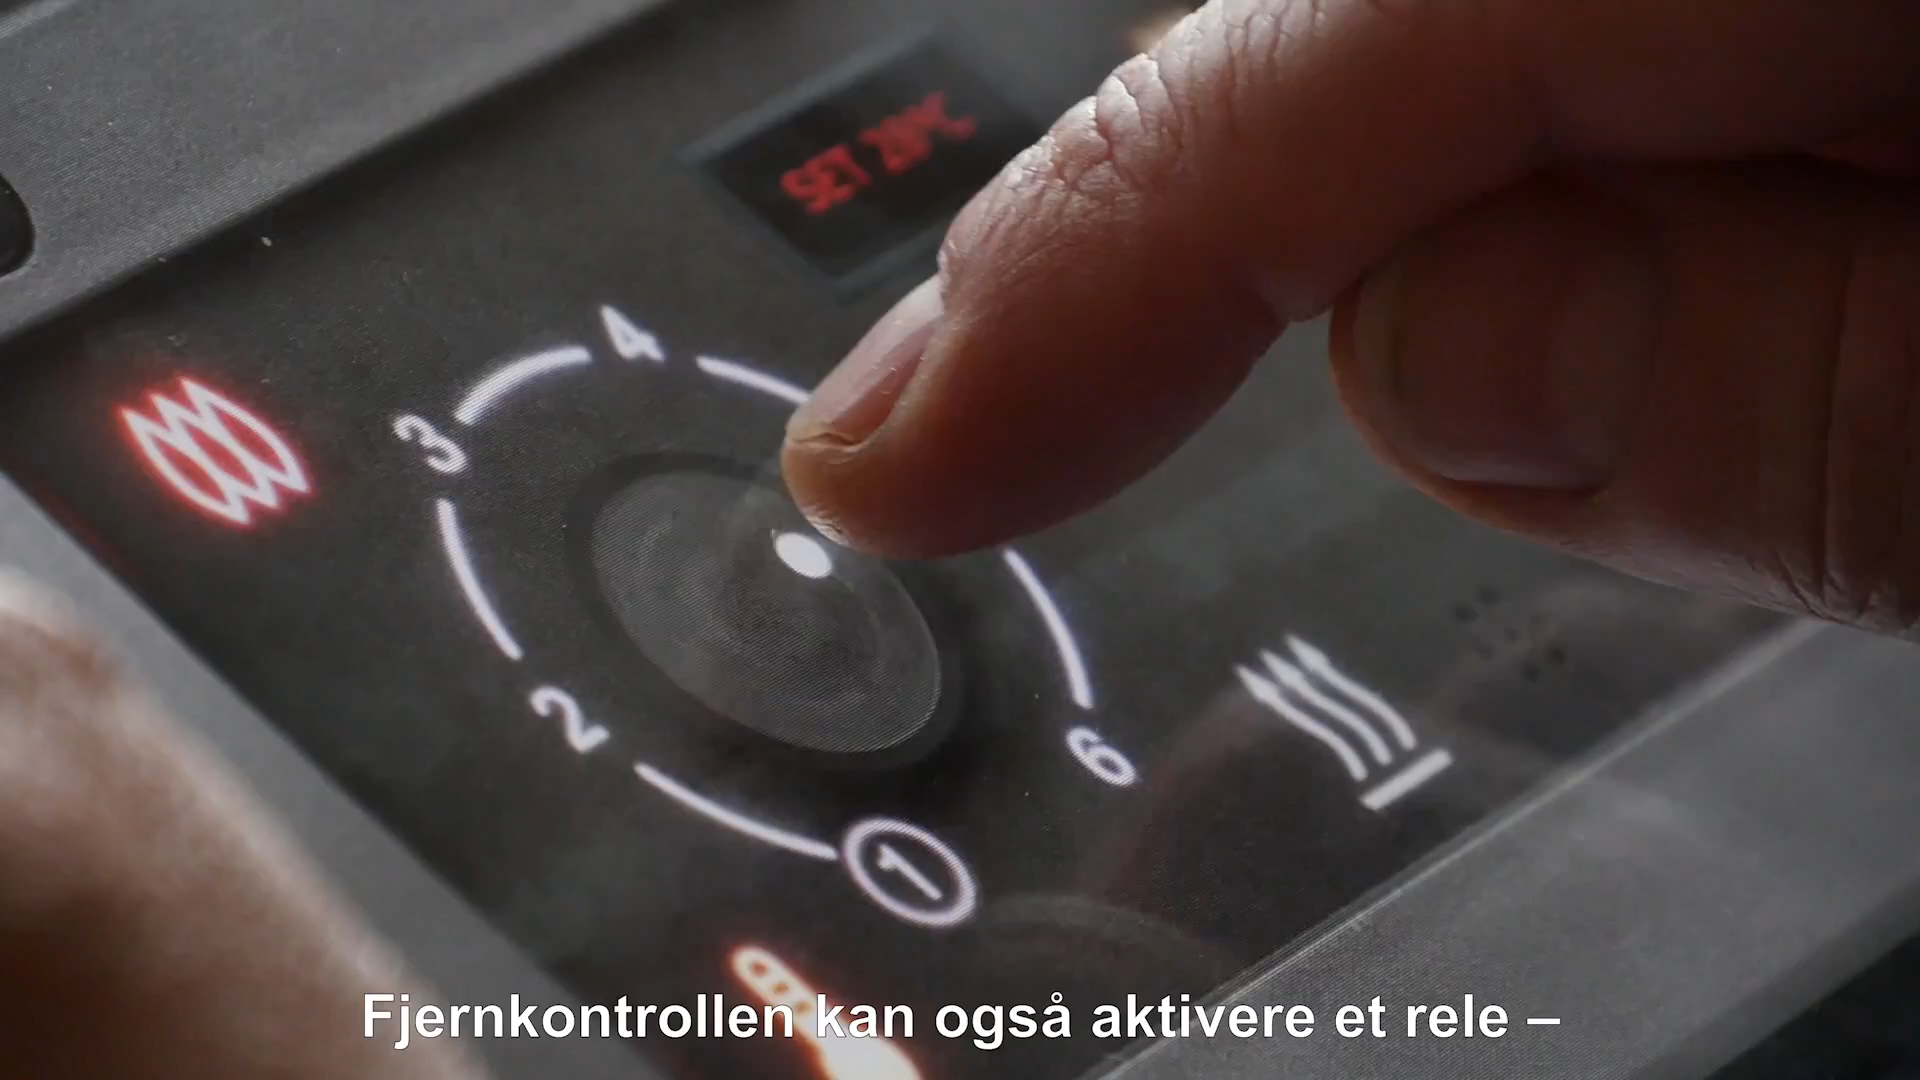 SET 20°C
4
3
2
6
1
Fjernkontrollen kan også aktivere et rele –